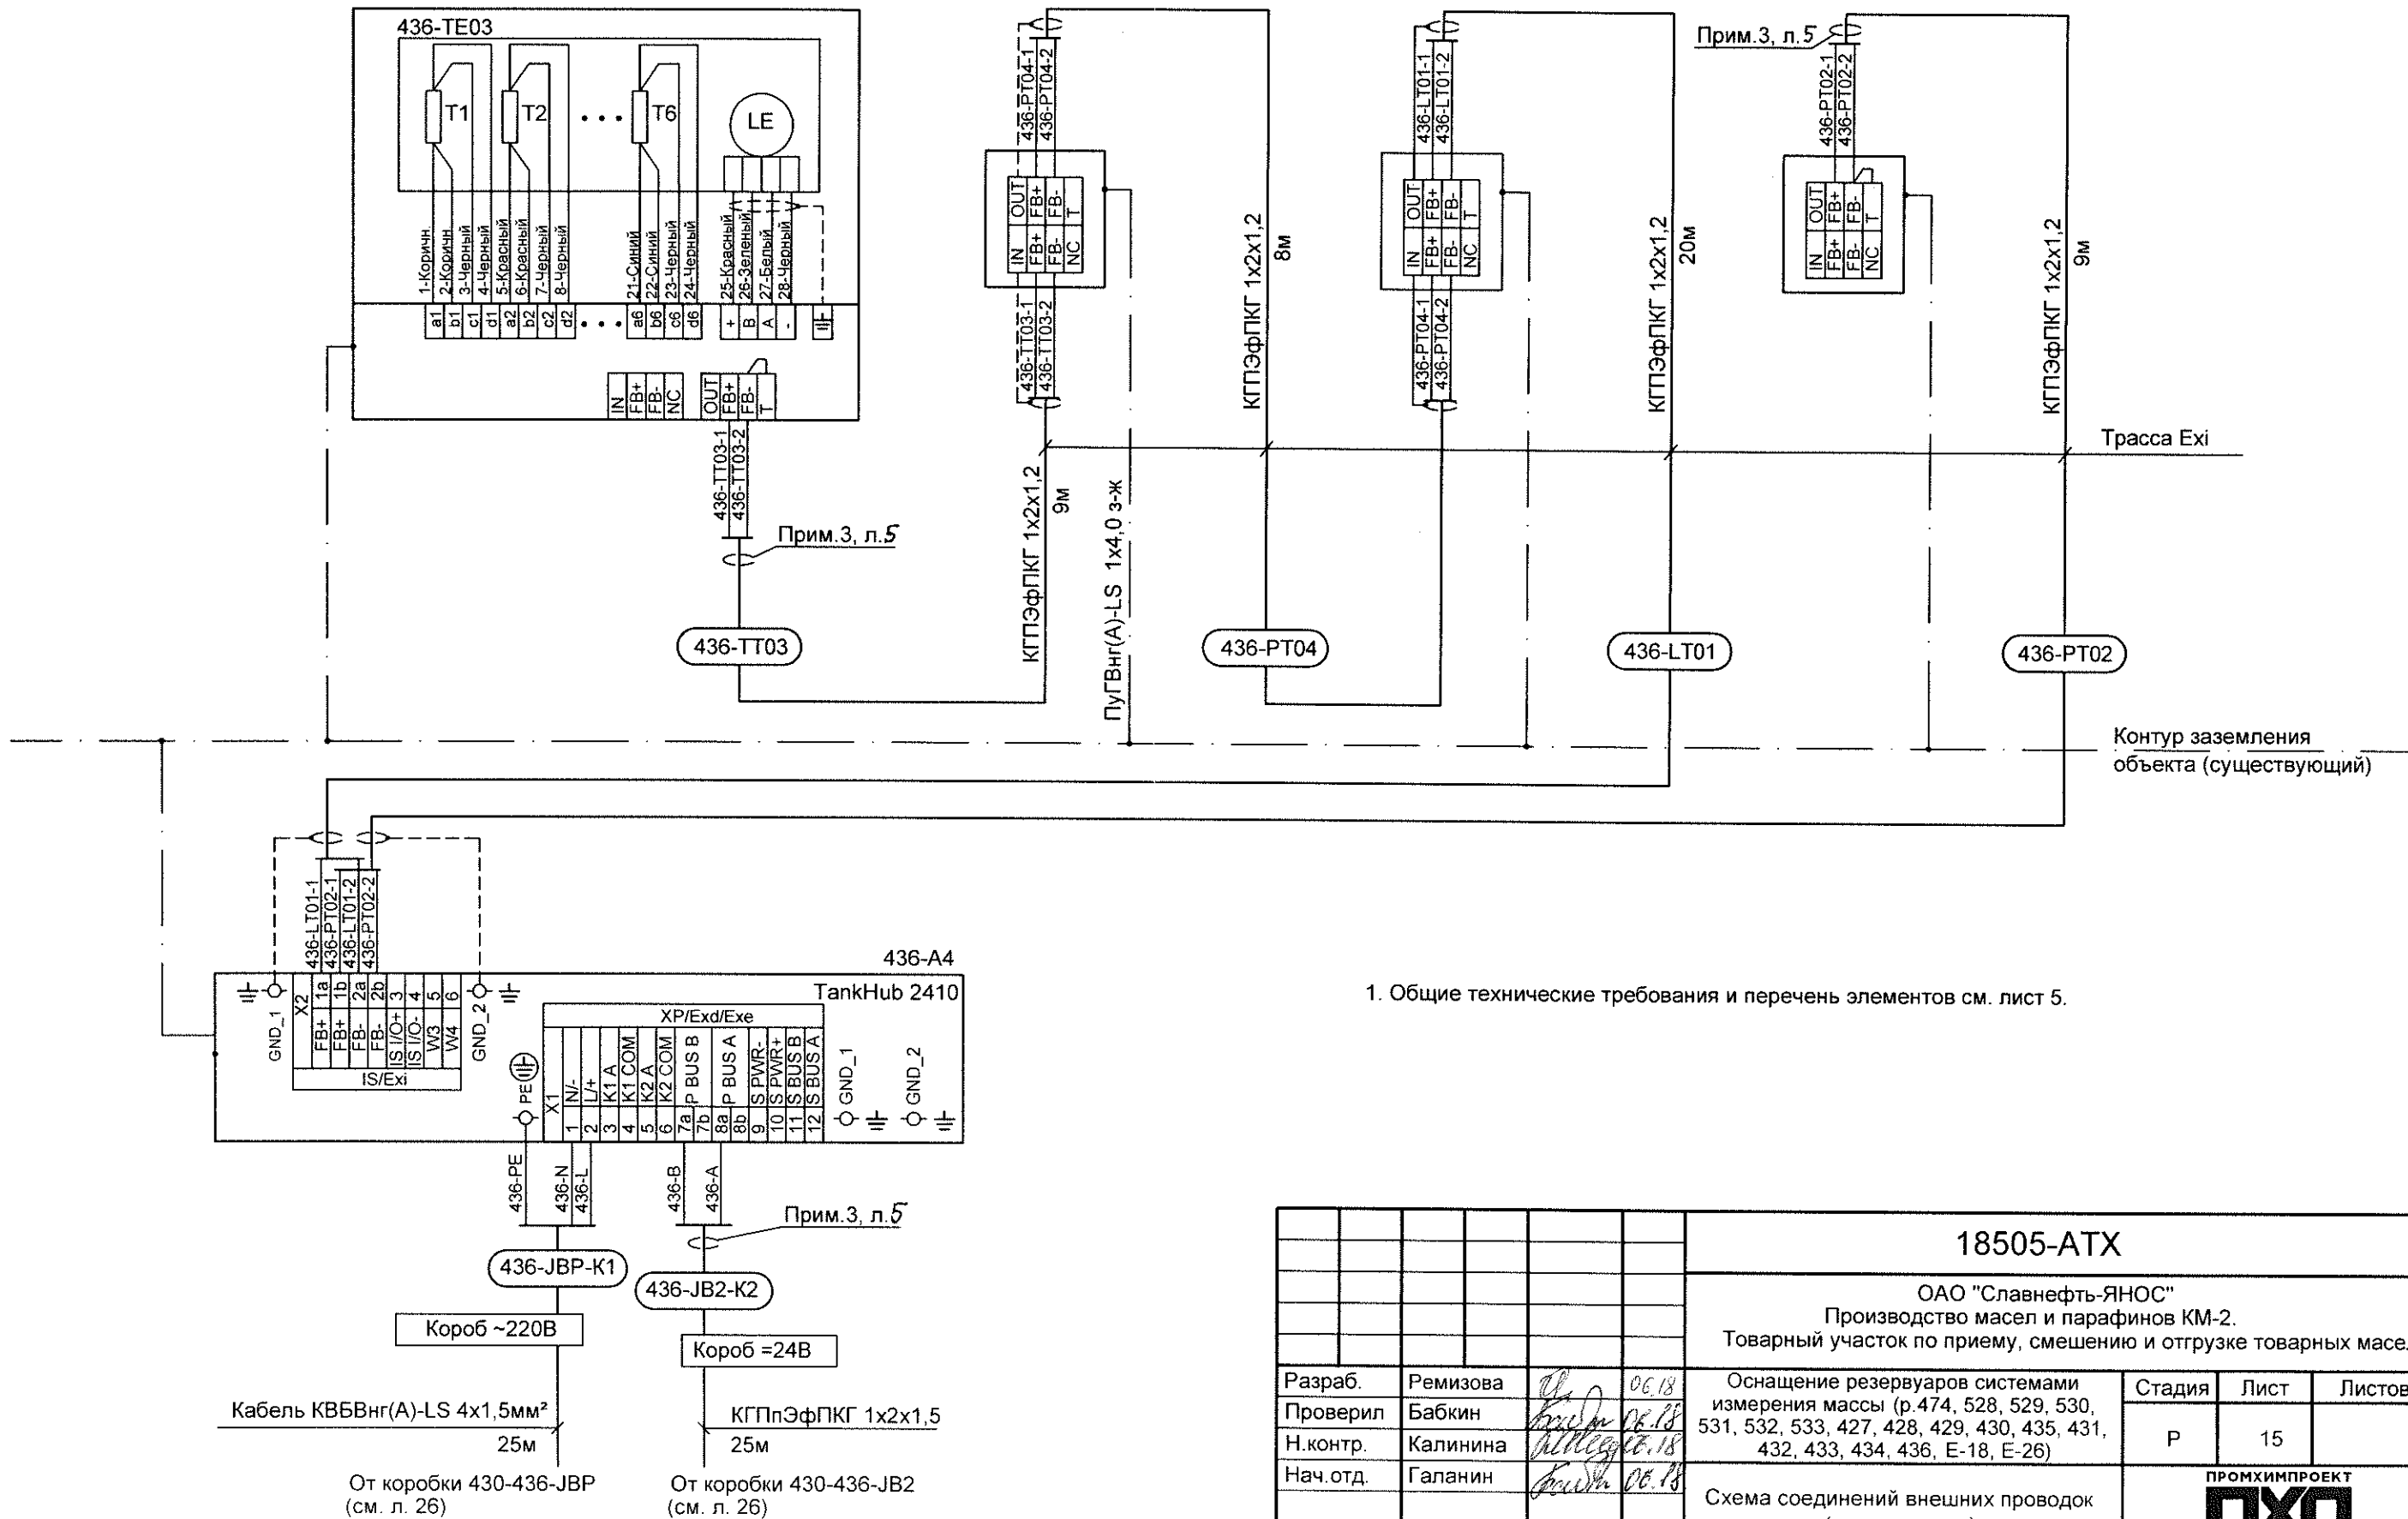 436-TE03
T1
T2
T6
LE
1-Коричн.
2-Коричн.
3-Черный
4-Черный
5-Красный
6-Красный
7-Черный
8-Черный
21-Синий
22-Синий
23-Черный
24-Черный
25-Красный
26-Зеленый
27-Белый
28-Черный
a1
b1
c1
d1
a2
b2
c2
d2
a6
b6
c6
d6
+
B
A
-
IN
FB+
FB-
NC
OUT
FB+
FB-
T
436-TT03-1
436-TT03-2
Прим.3, л.5
436-TT03
436-PT04-1
436-PT04-2
OUT
FB+
FB-
T
IN
FB+
FB-
NC
436-TT03-1
436-TT03-2
КГПЭфПКГ 1х2х1,2
9м
ПуГВнг(А)-LS 1х4,0 з-ж
КГПЭфПКГ 1х2х1,2
8м
436-PT04
436-LT01-1
436-LT01-2
OUT
FB+
FB-
T
IN
FB+
FB-
NC
436-PT04-1
436-PT04-2
КГПЭфПКГ 1х2х1,2
20м
436-LT01
Прим.3, л.5
436-PT02-1
436-PT02-2
OUT
FB+
FB-
T
IN
FB+
FB-
NC
КГПЭфПКГ 1х2х1,2
9м
436-PT02
Трасса Exi
Контур заземления
объекта (существующий)
436-LT01-1
436-PT02-1
436-LT01-2
436-PT02-2
436-A4
TankHub 2410
GND_1
X2
1a
1b
2a
2b
3
4
5
6
FB+
FB+
FB-
FB-
IS I/O+
IS I/O-
W3
W4
IS/Exi
GND_2
PE
XP/Exd/Exe
X1
N/-
L/+
K1 A
K1 COM
K2 A
K2 COM
P BUS B
P BUS A
S PWR-
S PWR+
S BUS B
S BUS A
1
2
3
4
5
6
7a
7b
8a
8b
9
10
11
12
GND_1
GND_2
436-PE
436-N
436-L
436-B
436-A
Прим.3, л.5
436-JBP-K1
436-JB2-K2
Короб ~220В
Короб =24В
Кабель КВБВнг(А)-LS 4х1,5мм²
25м
КГПпЭфПКГ 1х2х1,5
25м
От коробки 430-436-JBP
(см. л. 26)
От коробки 430-436-JB2
(см. л. 26)
1. Общие технические требования и перечень элементов см. лист 5.
18505-АТХ
ОАО "Славнефть-ЯНОС"
Производство масел и парафинов КМ-2.
Товарный участок по приему, смешению и отгрузке товарных масел
Разраб. Ремизова 06.18
Проверил Бабкин 06.18
Н.контр. Калинина 06.18
Нач.отд. Галанин 06.18
Оснащение резервуаров системами
измерения массы (р.474, 528, 529, 530,
531, 532, 533, 427, 428, 429, 430, 435, 431,
432, 433, 434, 436, Е-18, Е-26)
Стадия Лист Листов
Р 15
Схема соединений внешних проводок
ПРОМХИМПРОЕКТ
ПХП